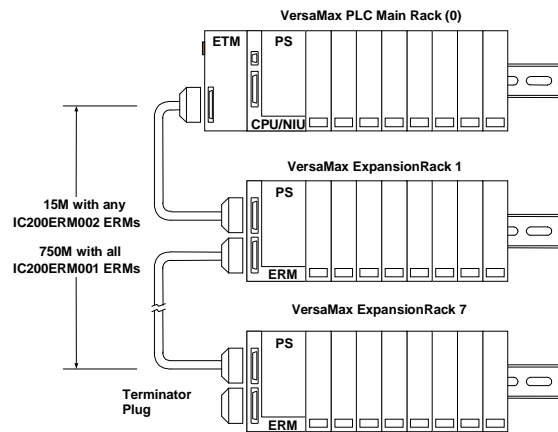 VersaMax PLC Main Rack (0)
ETM
PS
CPU/NIU
VersaMax ExpansionRack 1
PS
15M with any
IC200ERM002 ERMs
750M with all
IC200ERM001 ERMs
ERM
VersaMax ExpansionRack 7
PS
Terminator
Plug
ERM